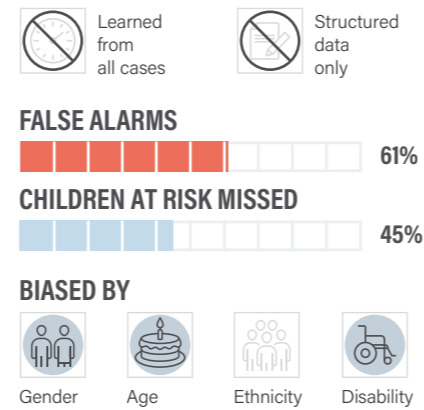 Learned
from
all cases
Structured
data
only
FALSE ALARMS
61%
CHILDREN AT RISK MISSED
45%
BIASED BY
Gender
Age
Ethnicity
Disability